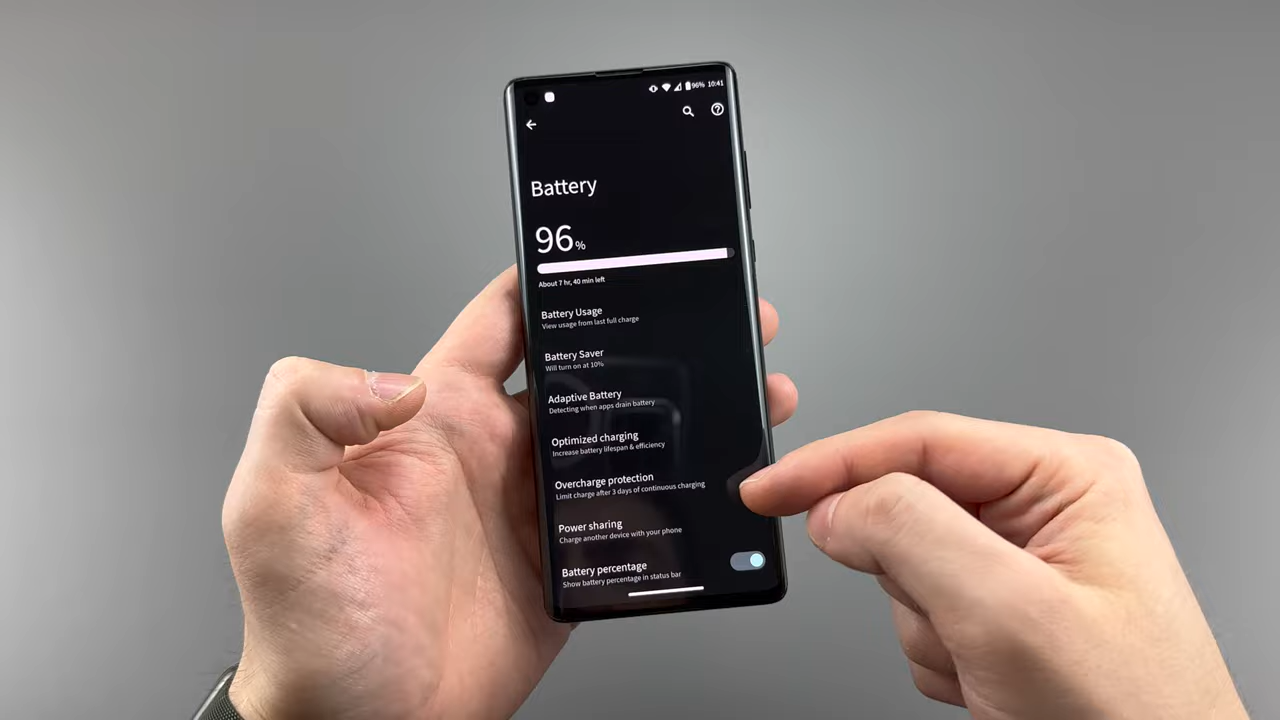 96% 10:41
Battery
96%
About 7 hr, 40 min left
Battery Usage
View usage from last full charge
Battery Saver
Will turn on at 10%
Adaptive Battery
Detecting when apps drain battery
Optimized charging
Increase battery lifespan & efficiency
Overcharge protection
Limit charge after 3 days of continuous charging
Power sharing
Charge another device with your phone
Battery percentage
Show battery percentage in status bar